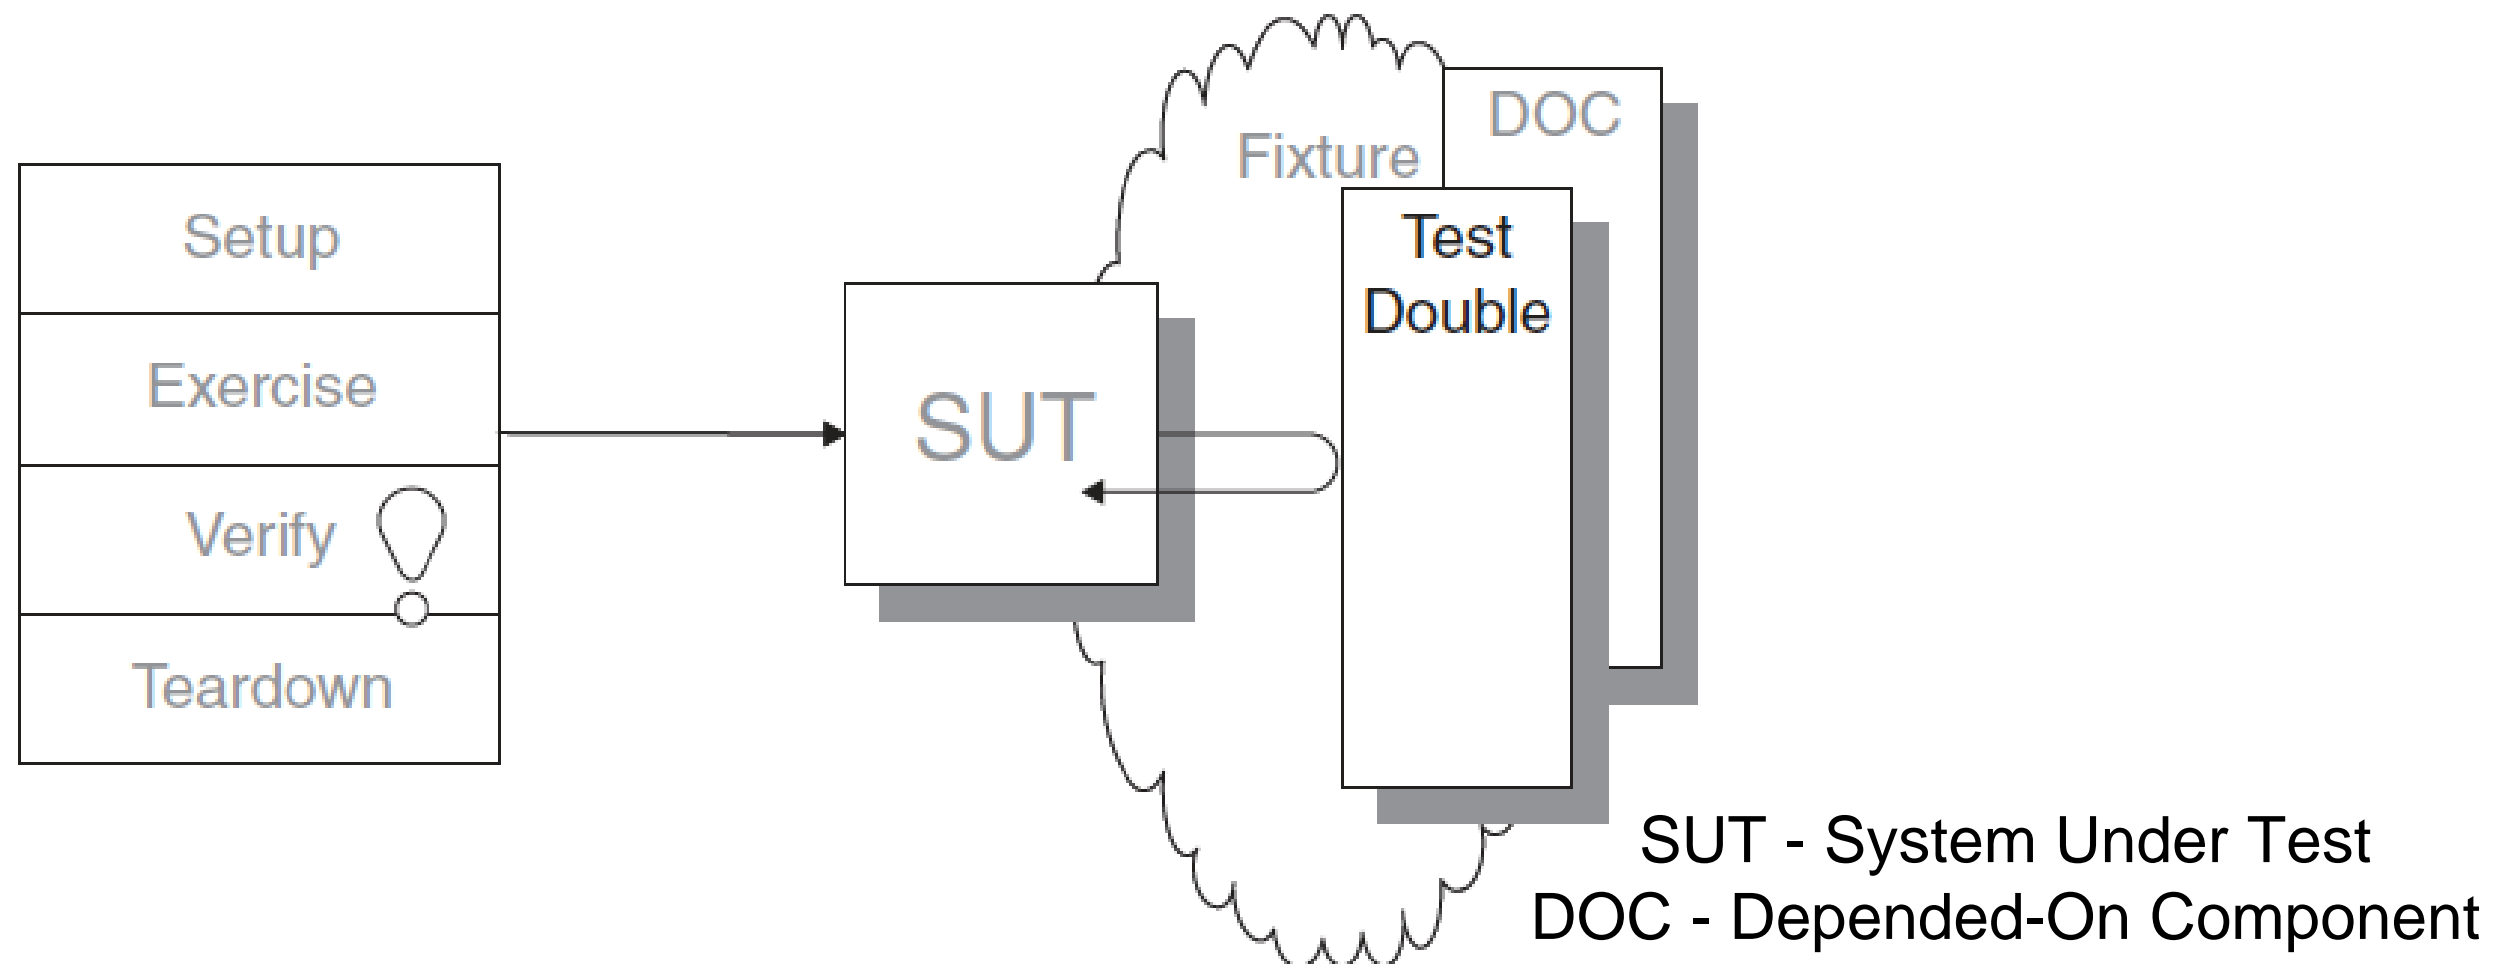 Setup
Exercise
Verify
Teardown
SUT
Fixture
DOC
Test
Double
SUT - System Under Test
DOC - Depended-On Component